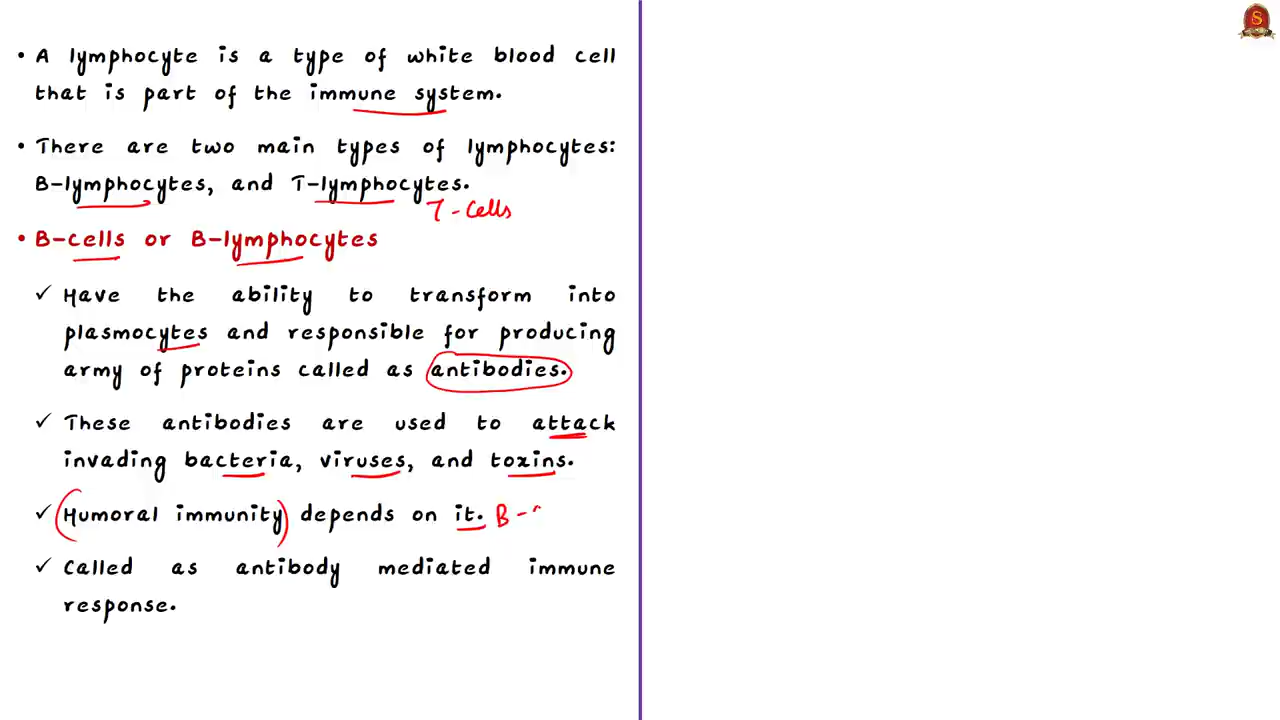 • A lymphocyte is a type of white blood cell
that is part of the immune system.
• There are two main types of lymphocytes:
B-lymphocytes, and T-lymphocytes.
T-Cells
• B-cells or B-lymphocytes
✓ Have the ability to transform into
plasmocytes and responsible for producing
army of proteins called as antibodies.
✓ These antibodies are used to attack
invading bacteria, viruses, and toxins.
✓ Humoral immunity depends on it. B-
✓ Called as antibody mediated immune
response.
S